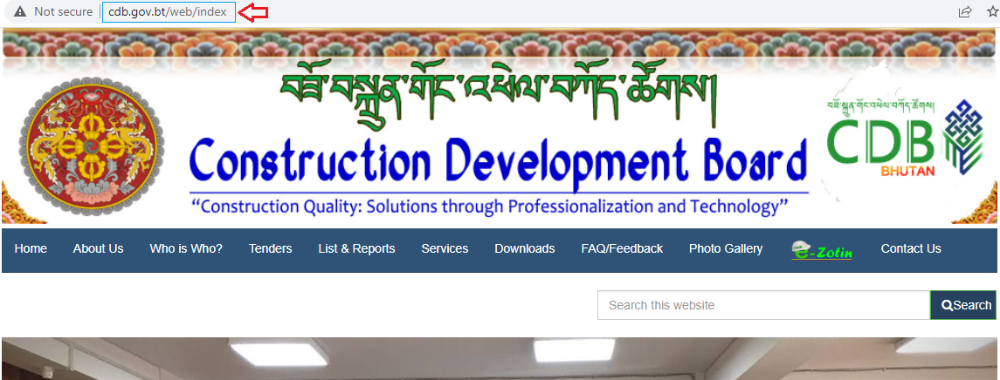 Not secure
cdb.gov.bt/web/index
བཟོ་བསྐྲུན་གོང་འཕེལ་བཀོད་ཚོགས།
Construction Development Board
“Construction Quality: Solutions through Professionalization and Technology”
བཟོ་སྐྲུན་གོང་འཕེལ་བཀོད་ཚོགས།
CDB
BHUTAN
Home About Us Who is Who? Tenders List & Reports Services Downloads FAQ/Feedback Photo Gallery e-Zotin Contact Us
Search this website Search